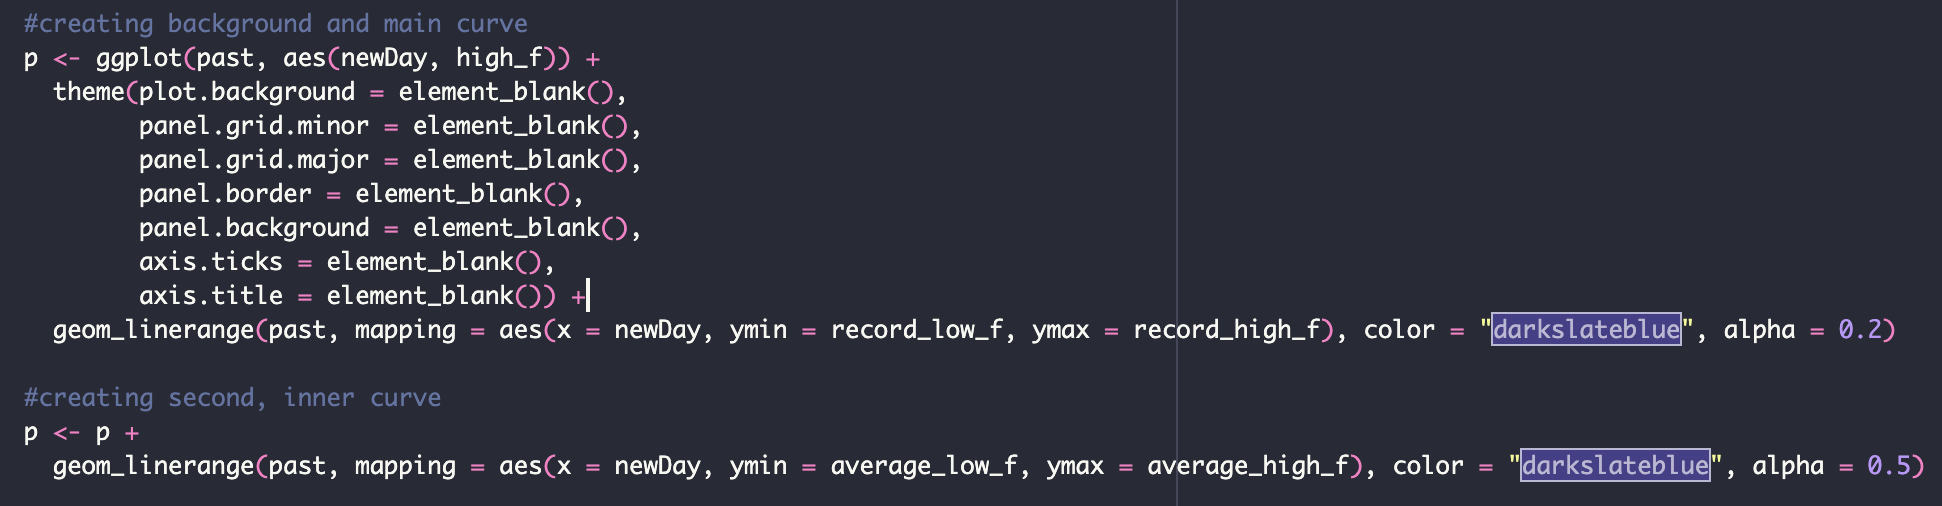 #creating background and main curve
p <- ggplot(past, aes(newDay, high_f)) +
  theme(plot.background = element_blank(),
        panel.grid.minor = element_blank(),
        panel.grid.major = element_blank(),
        panel.border = element_blank(),
        panel.background = element_blank(),
        axis.ticks = element_blank(),
        axis.title = element_blank()) +
  geom_linerange(past, mapping = aes(x = newDay, ymin = record_low_f, ymax = record_high_f), color = "darkslateblue", alpha = 0.2)
#creating second, inner curve
p <- p +
  geom_linerange(past, mapping = aes(x = newDay, ymin = average_low_f, ymax = average_high_f), color = "darkslateblue", alpha = 0.5)